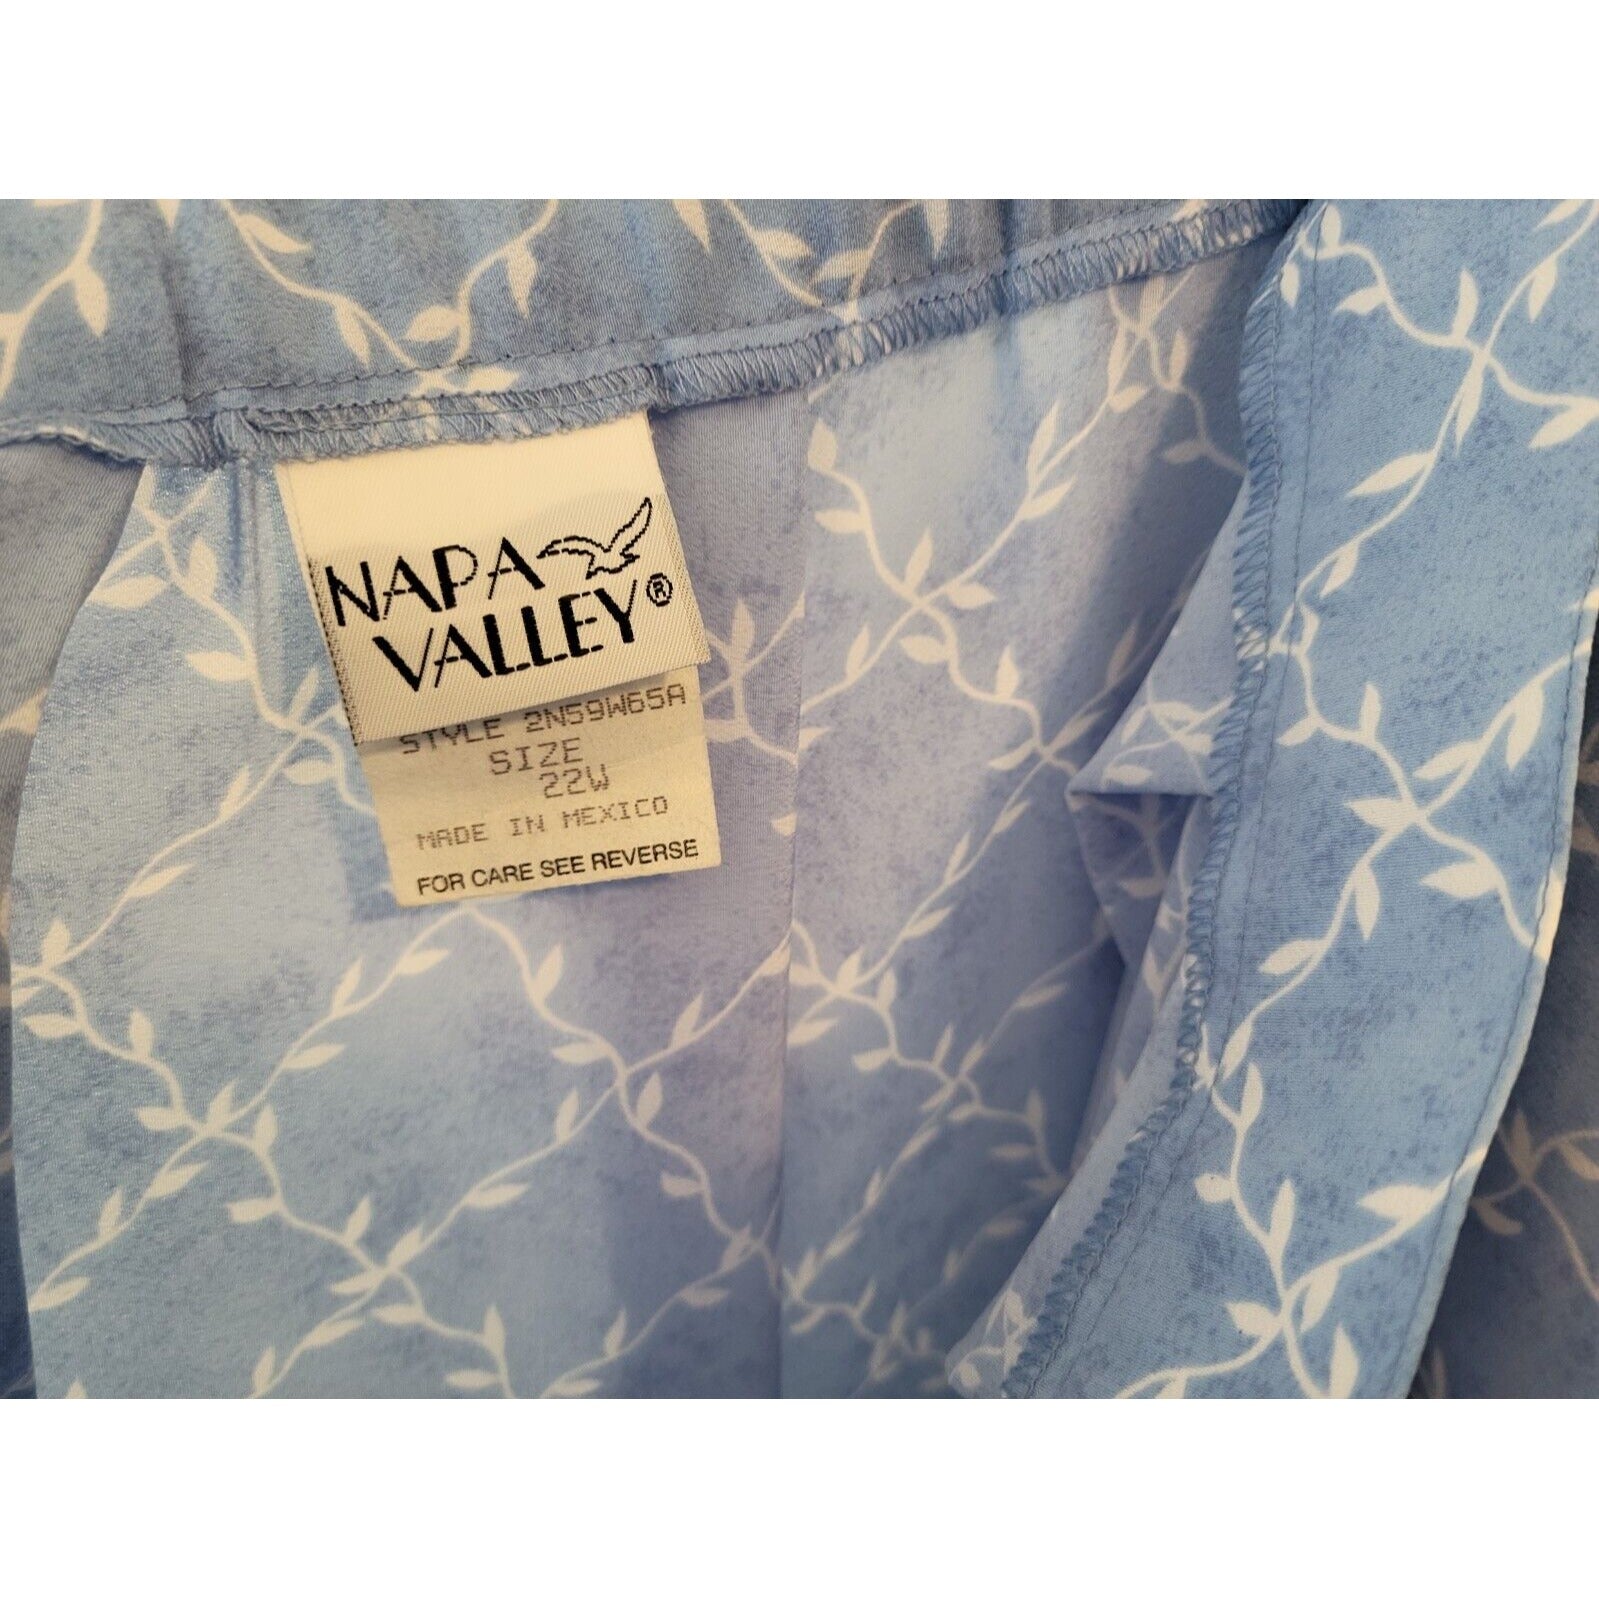 NAPA
VALLEY®
STYLE 2N59W65A
SIZE
22W
MADE IN MEXICO
FOR CARE SEE REVERSE